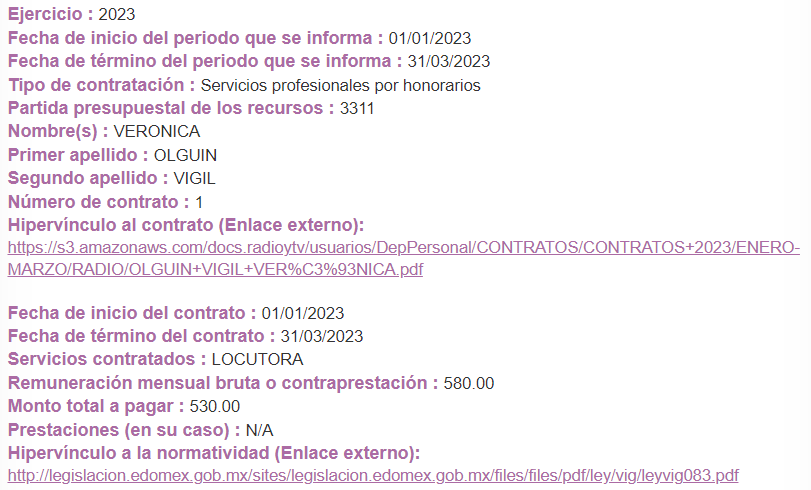 Ejercicio : 2023
Fecha de inicio del periodo que se informa : 01/01/2023
Fecha de término del periodo que se informa : 31/03/2023
Tipo de contratación : Servicios profesionales por honorarios
Partida presupuestal de los recursos : 3311
Nombre(s) : VERONICA
Primer apellido : OLGUIN
Segundo apellido : VIGIL
Número de contrato : 1
Hipervínculo al contrato (Enlace externo):
https://s3.amazonaws.com/docs.radioytv/usuarios/DepPersonal/CONTRATOS/CONTRATOS+2023/ENERO-
MARZO/RADIO/OLGUIN+VIGIL+VER%C3%93NICA.pdf
Fecha de inicio del contrato : 01/01/2023
Fecha de término del contrato : 31/03/2023
Servicios contratados : LOCUTORA
Remuneración mensual bruta o contraprestación : 580.00
Monto total a pagar : 530.00
Prestaciones (en su caso) : N/A
Hipervínculo a la normatividad (Enlace externo):
http://legislacion.edomex.gob.mx/sites/legislacion.edomex.gob.mx/files/files/pdf/ley/vig/leyvig083.pdf